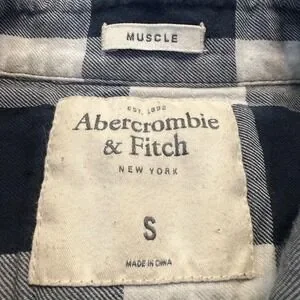 MUSCLE
EST. 1892
Abercrombie
& Fitch
NEW YORK
S
MADE IN CHINA